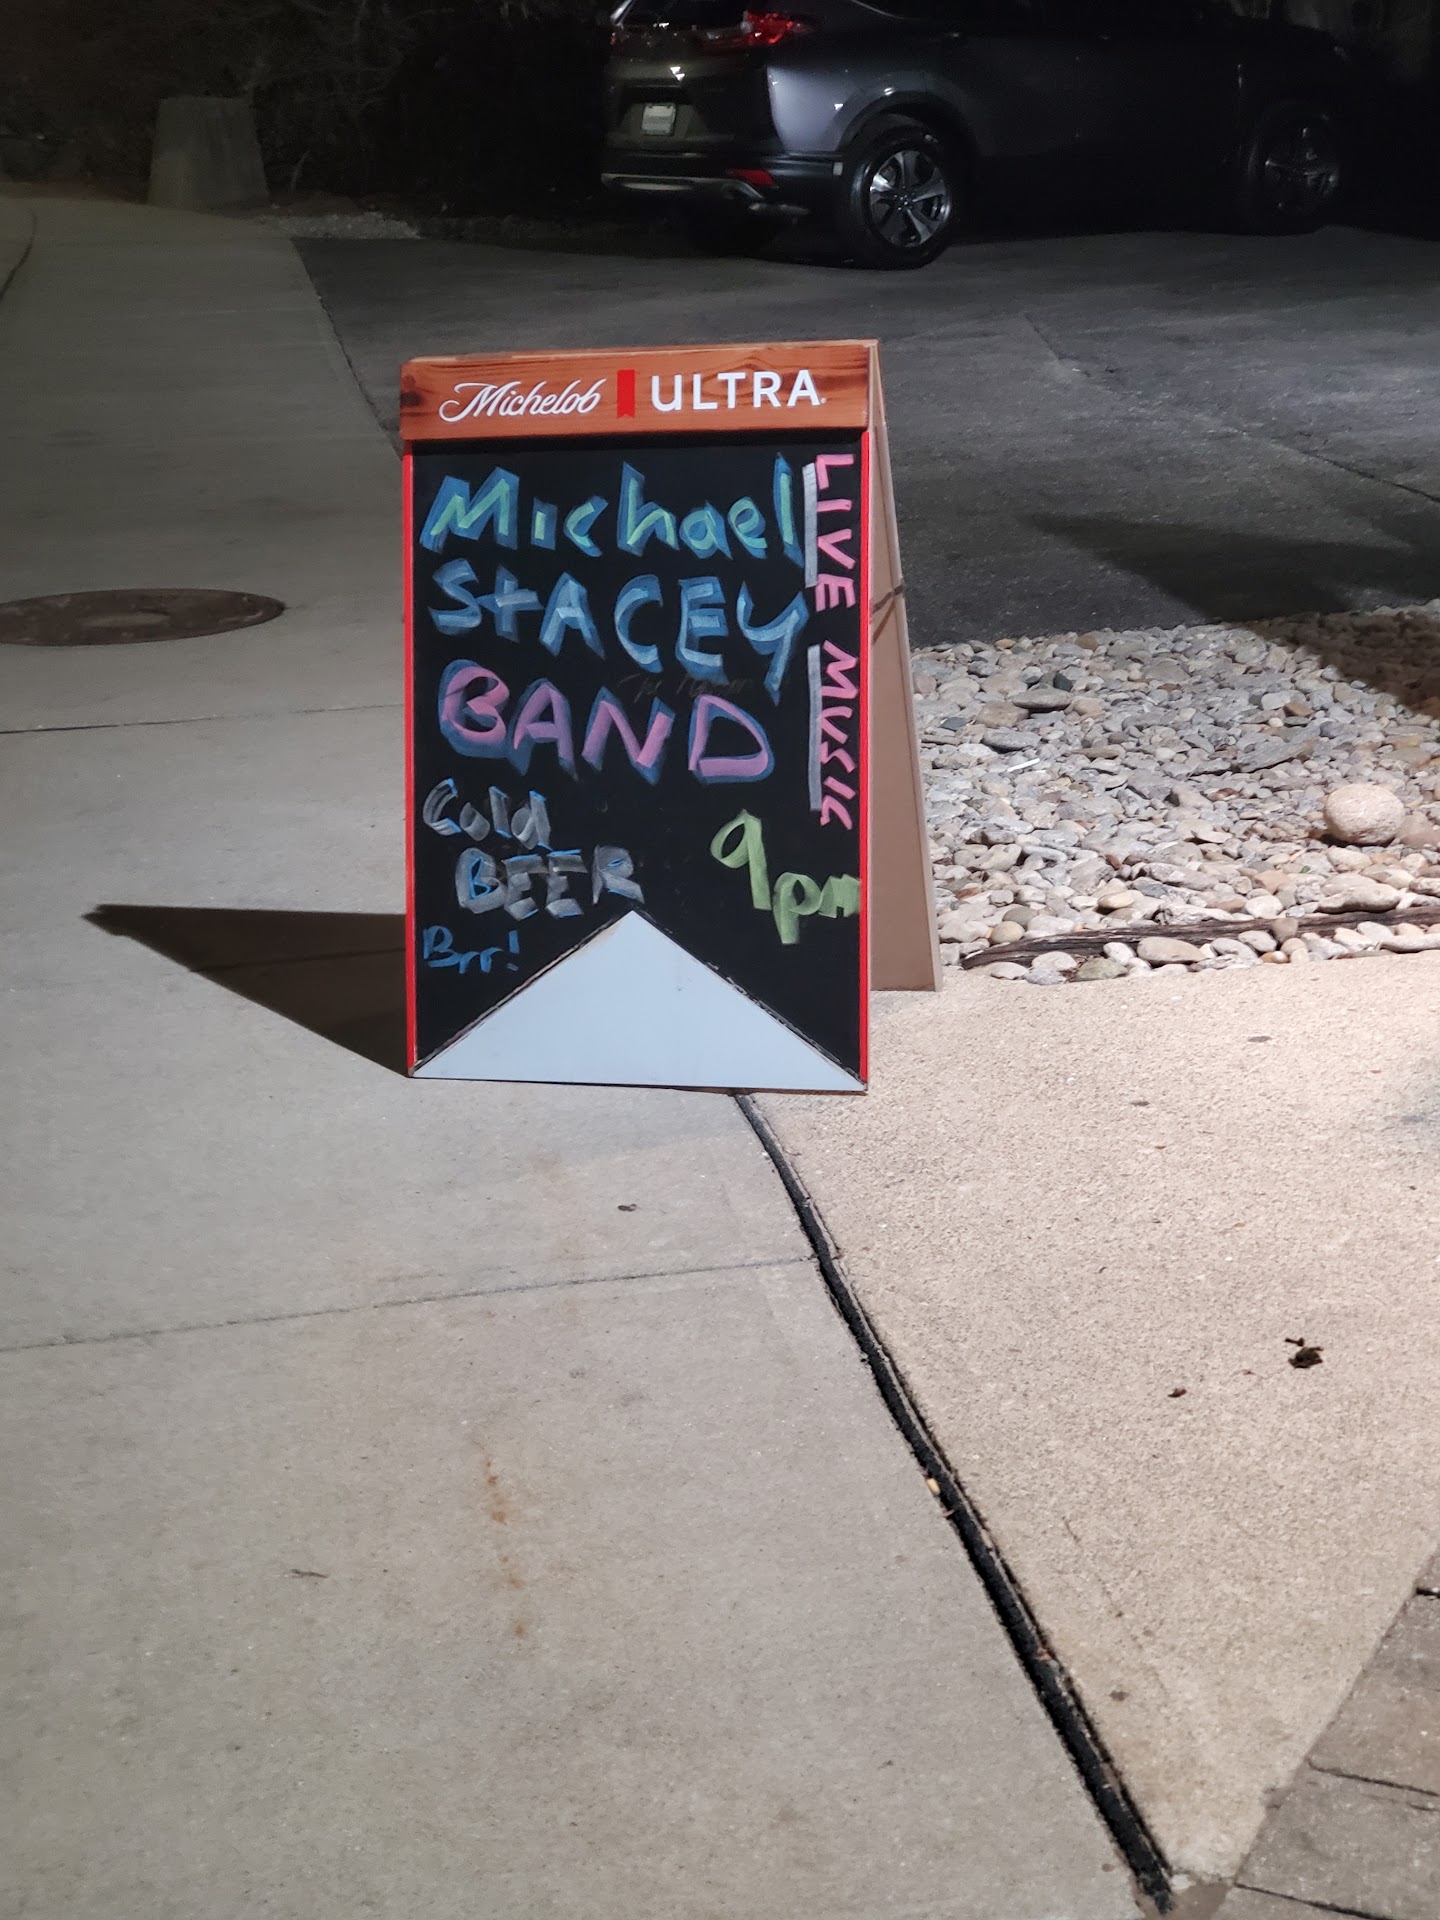 Michelob ULTRA
Michael
StACEY
BAND
LIVE MUSIC
Cold
BEER
Brr!
9pm